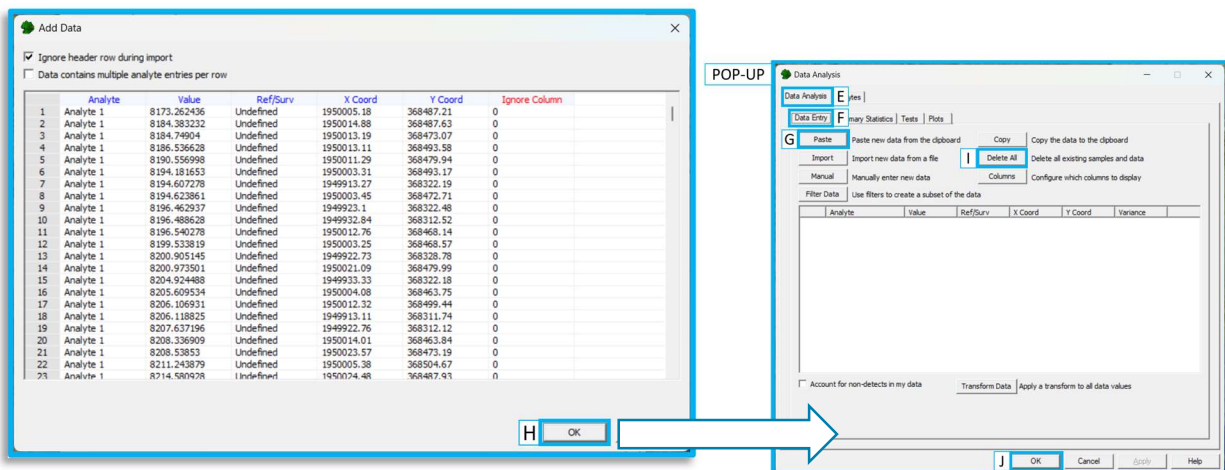 Add Data
Ignore header row during import
Data contains multiple analyte entries per row
Analyte Value Ref/Surv X Coord Y Coord Ignore Column
1 Analyte 1 8173.262436 Undefined 1950005.18 368487.21 0
2 Analyte 1 8184.383232 Undefined 1950014.88 368487.63 0
3 Analyte 1 8184.74904 Undefined 1950013.19 368473.07 0
4 Analyte 1 8186.536628 Undefined 1950013.11 368493.58 0
5 Analyte 1 8190.556998 Undefined 1950011.29 368479.94 0
6 Analyte 1 8194.181653 Undefined 1950003.31 368493.17 0
7 Analyte 1 8194.607278 Undefined 1949913.27 368322.19 0
8 Analyte 1 8194.623861 Undefined 1950003.45 368472.71 0
9 Analyte 1 8196.462937 Undefined 1949923.1 368322.48 0
10 Analyte 1 8196.488628 Undefined 1949932.84 368312.52 0
11 Analyte 1 8196.540278 Undefined 1950012.76 368468.14 0
12 Analyte 1 8199.533819 Undefined 1950003.25 368468.57 0
13 Analyte 1 8200.905145 Undefined 1949922.73 368328.78 0
14 Analyte 1 8200.973501 Undefined 1950021.09 368479.99 0
15 Analyte 1 8204.924488 Undefined 1949933.33 368322.18 0
16 Analyte 1 8205.609534 Undefined 1950004.08 368463.75 0
17 Analyte 1 8206.106931 Undefined 1950012.32 368499.44 0
18 Analyte 1 8206.118825 Undefined 1949913.11 368311.74 0
19 Analyte 1 8207.637196 Undefined 1949922.76 368312.12 0
20 Analyte 1 8208.336909 Undefined 1950014.01 368463.84 0
21 Analyte 1 8208.53853 Undefined 1950023.57 368473.19 0
22 Analyte 1 8211.243879 Undefined 1950005.38 368504.67 0
23 Analyte 1 8214.580928 Undefined 1950024.48 368487.93 0
H OK
POP-UP
Data Analysis
Data Analysis E ytes
Data Entry F mary Statistics Tests Plots
G Paste Paste new data from the clipboard Copy Copy the data to the clipboard
Import Import new data from a file I Delete All Delete all existing samples and data
Manual Manually enter new data Columns Configure which columns to display
Filter Data Use filters to create a subset of the data
Analyte Value Ref/Surv X Coord Y Coord Variance
Account for non-detects in my data Transform Data Apply a transform to all data values
J OK Cancel Apply Help